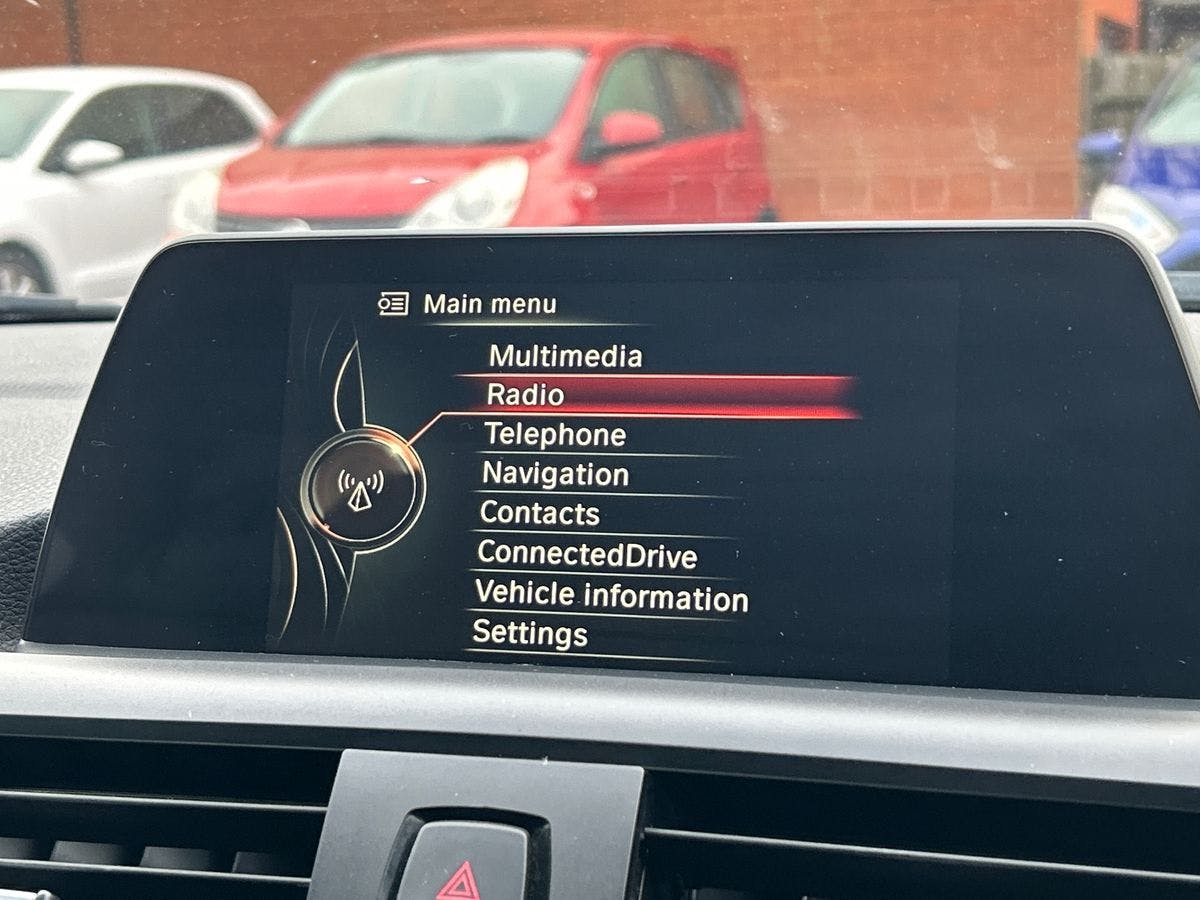 Main menu
Multimedia
Radio
Telephone
Navigation
Contacts
ConnectedDrive
Vehicle information
Settings